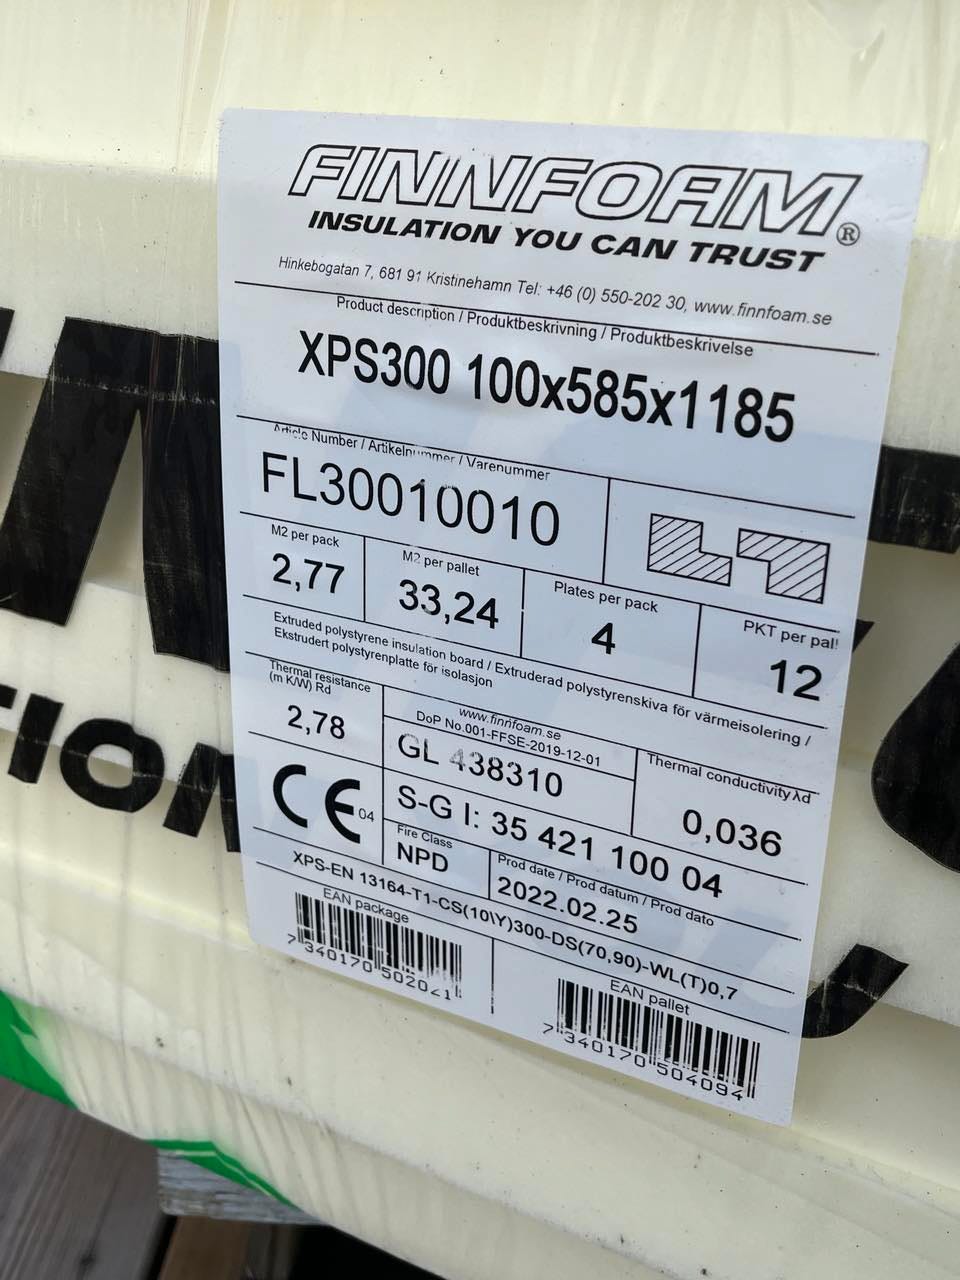 FINNFOAM®
INSULATION YOU CAN TRUST
Hinkebogatan 7, 681 91 Kristinehamn Tel: +46 (0) 550-202 30, www.finnfoam.se
Product description / Produktbeskrivning / Produktbeskrivelse
XPS300 100x585x1185
Article Number / Artikelnummer / Varenummer
FL30010010
M2 per pack
2,77
M2 per pallet
33,24
Plates per pack
4
PKT per pall
12
Extruded polystyrene insulation board / Extruderad polystyrenskiva för värmeisolering /
Ekstrudert polystyrenplatte för isolasjon
Thermal resistance
(m K/W) Rd
2,78
www.finnfoam.se
DoP No.001-FFSE-2019-12-01
GL 438310
Thermal conductivity λd
0,036
S-G I: 35 421 100 04
CE 04
Fire Class
NPD
Prod date / Prod datum / Prod dato
2022.02.25
XPS-EN 13164-T1-CS(10\Y)300-DS(70,90)-WL(T)0,7
EAN package
7 340170 502041
EAN pallet
7 340170 504094
TION